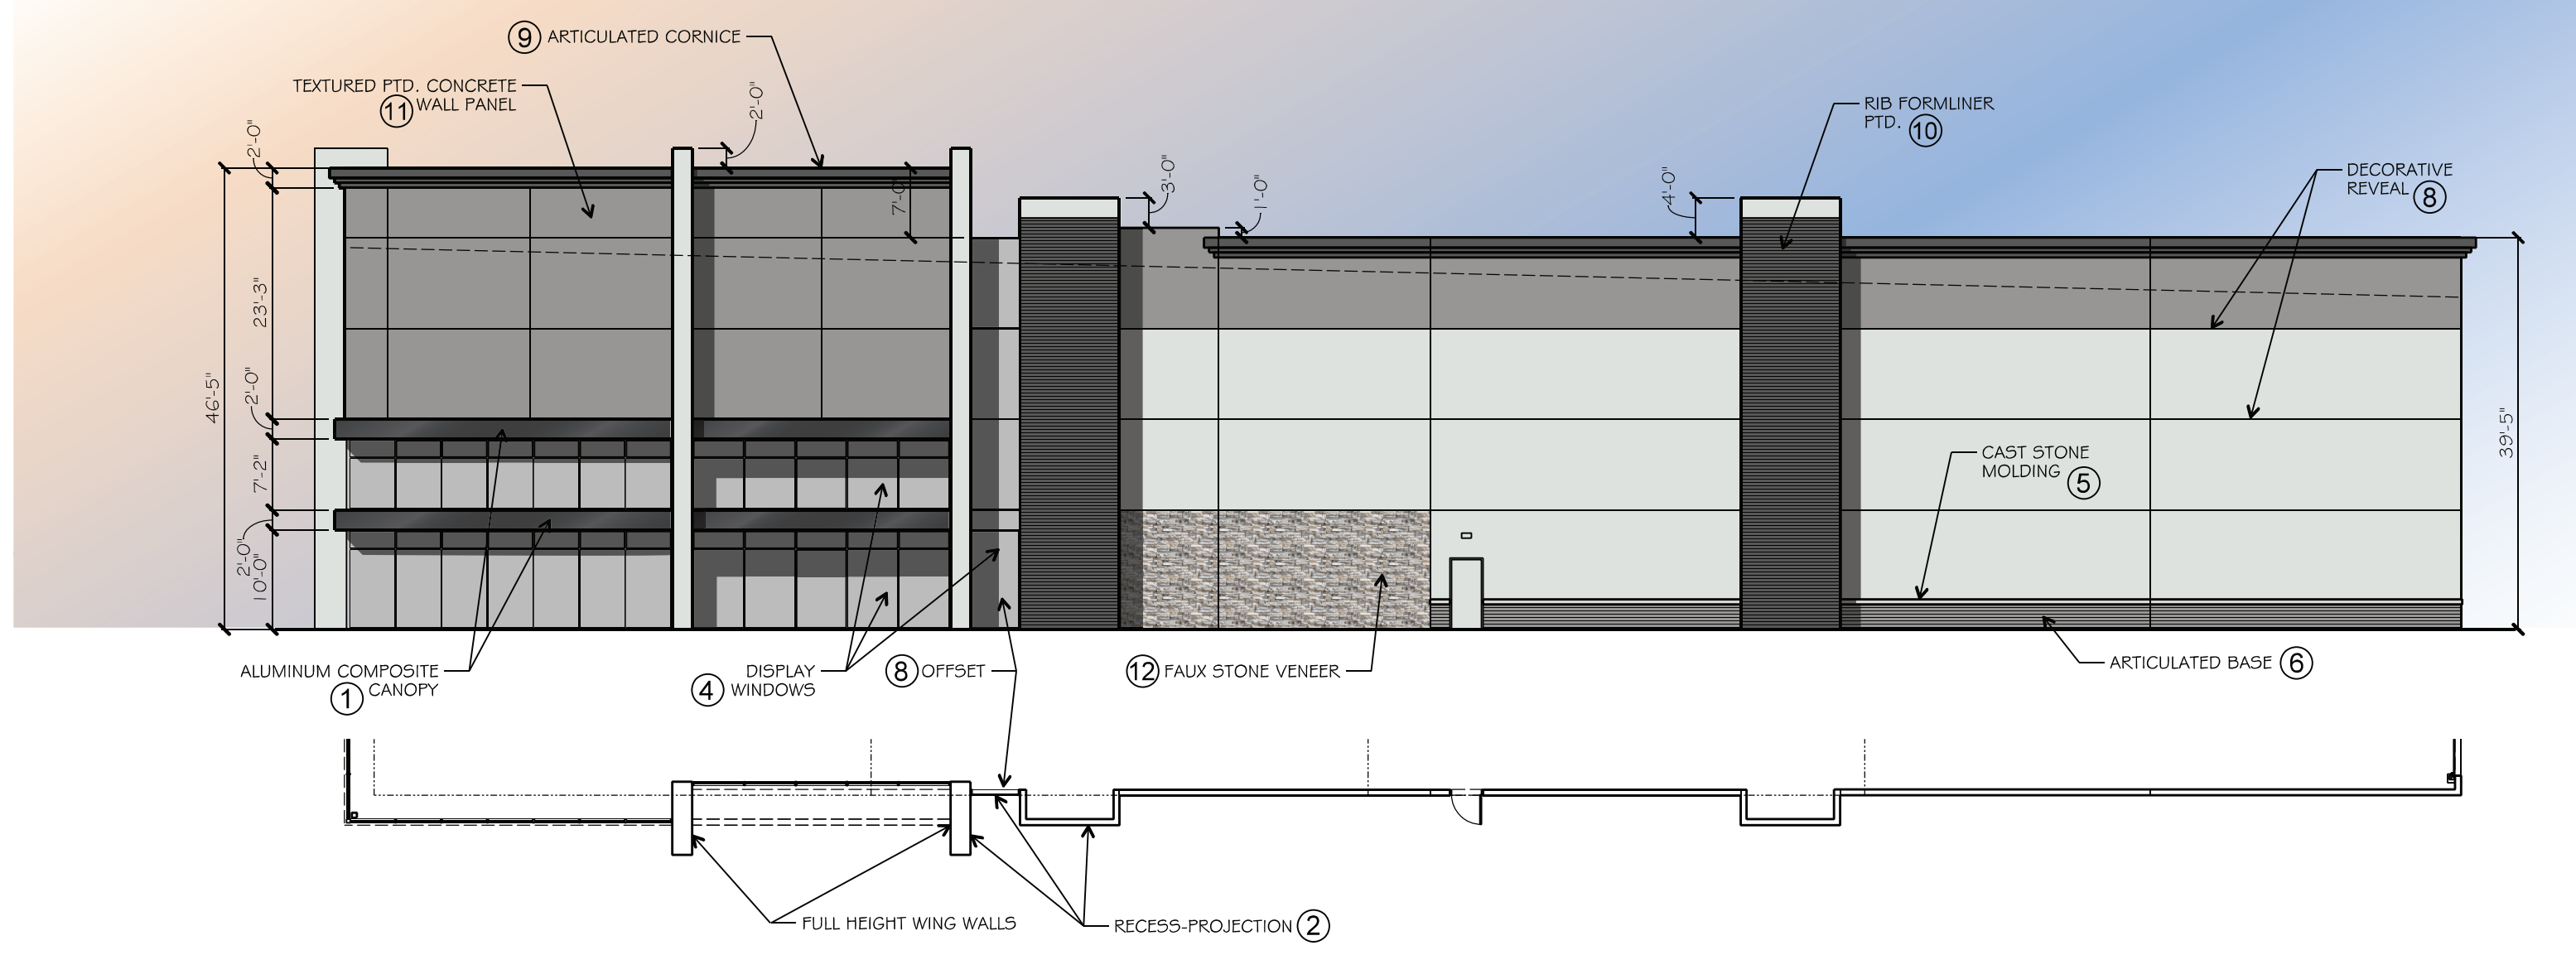 9 ARTICULATED CORNICE
TEXTURED PTD. CONCRETE
11 WALL PANEL
2'-0"
2'-0"
RIB FORMLINER
PTD. 10
3'-0"
1'-0"
4'-0"
7'-0"
DECORATIVE
REVEAL 8
23'-3"
46'-5"
2'-0"
7'-2"
2'-0"
10'-0"
39'-5"
CAST STONE
MOLDING 5
ALUMINUM COMPOSITE
1 CANOPY
DISPLAY
4 WINDOWS
8 OFFSET
12 FAUX STONE VENEER
ARTICULATED BASE 6
FULL HEIGHT WING WALLS
RECESS-PROJECTION 2